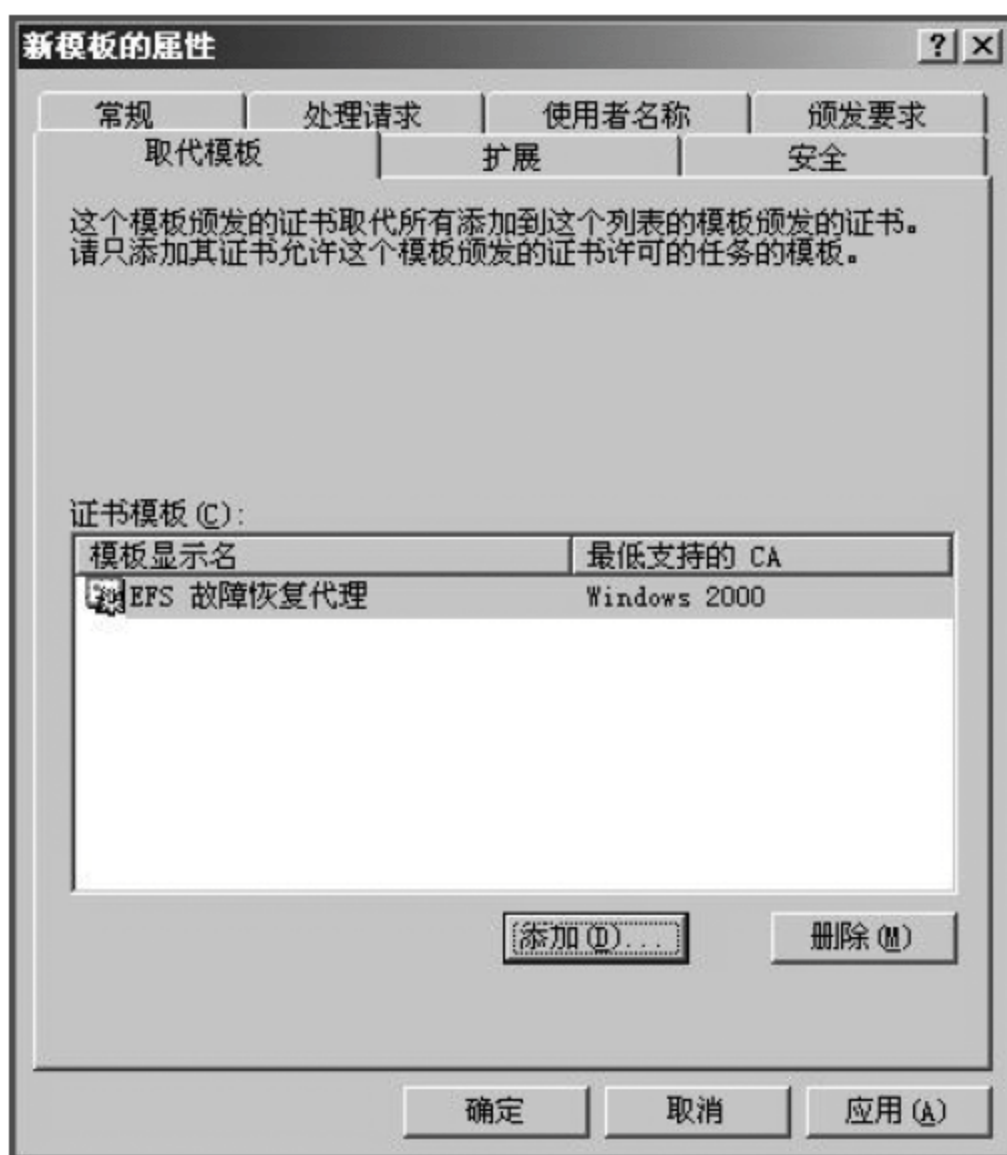 新模板的属性
常规 处理请求 使用者名称 颁发要求
取代模板 扩展 安全
这个模板颁发的证书取代所有添加到这个列表的模板颁发的证书。
请只添加其证书允许这个模板颁发的证书许可的任务的模板。
证书模板(C):
模板显示名 最低支持的 CA
EFS 故障恢复代理 Windows 2000
添加(D)... 删除(M)
确定 取消 应用(A)